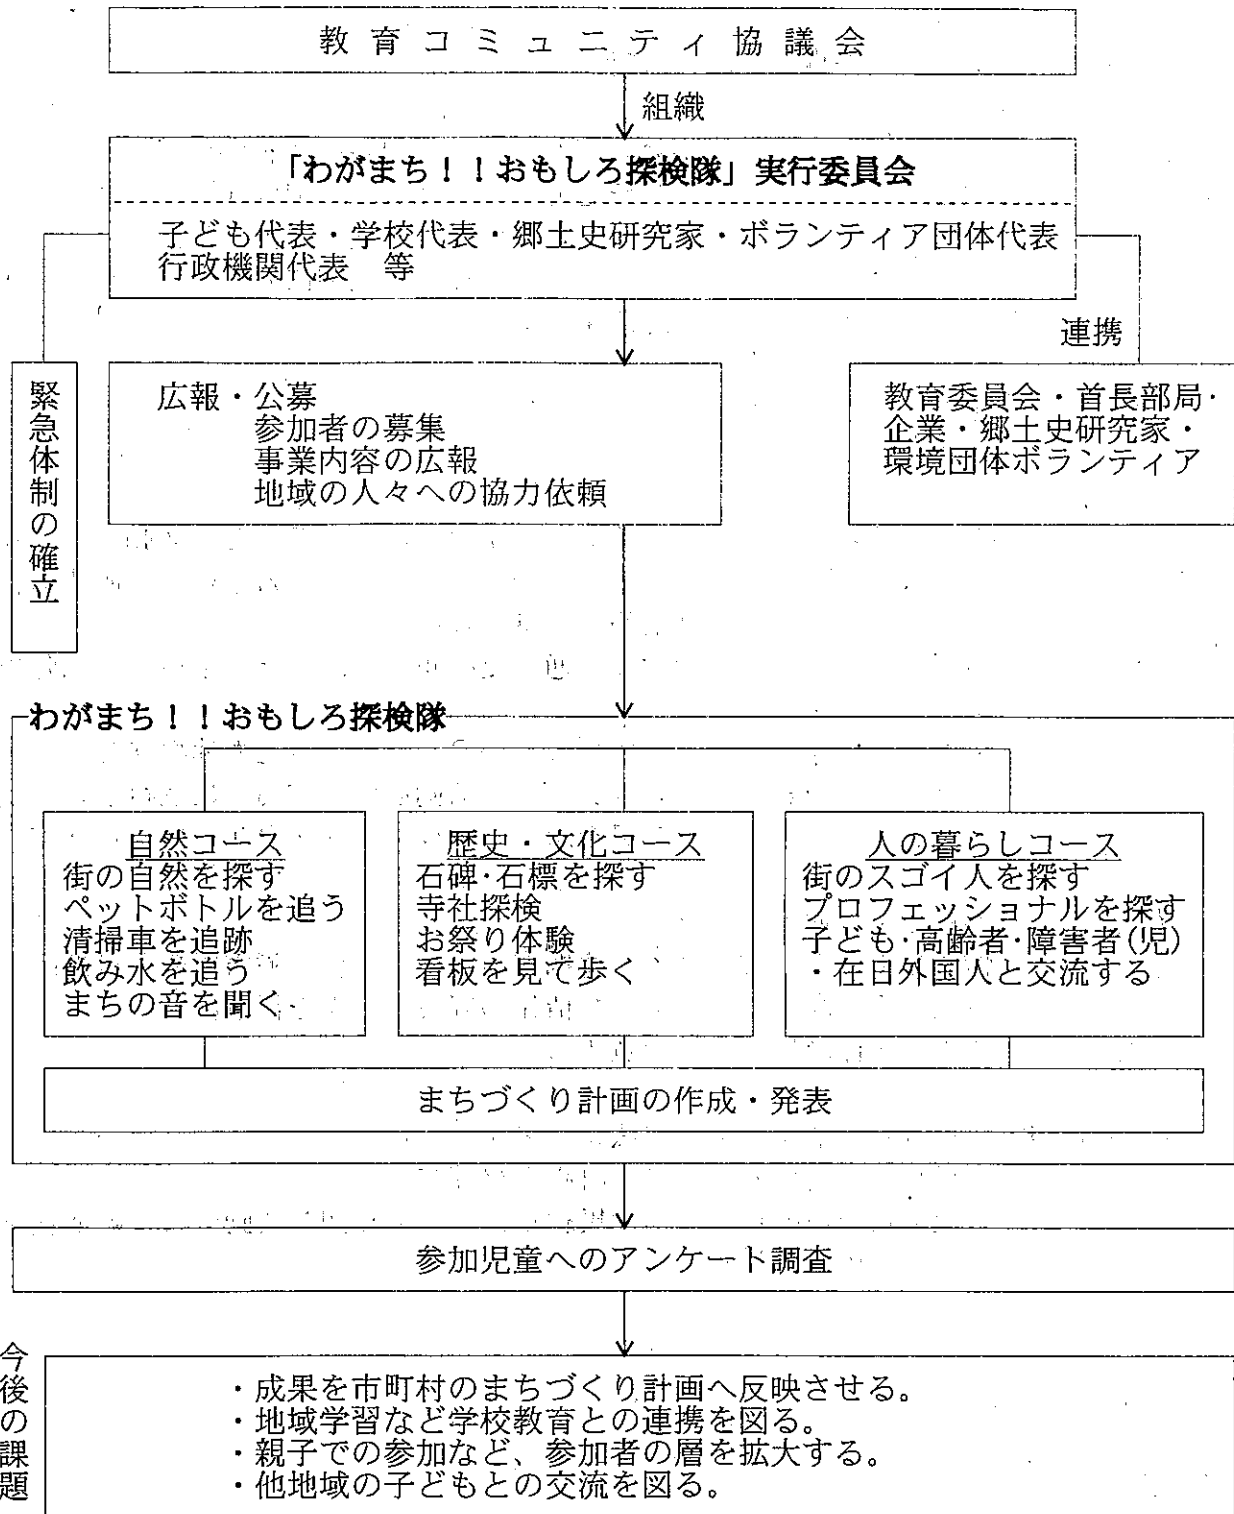 教育コミュニティ協議会
組織
「わがまち！！おもしろ探検隊」実行委員会
子ども代表・学校代表・郷土史研究家・ボランティア団体代表
行政機関代表　等
連携
緊急体制の確立
広報・公募
参加者の募集
事業内容の広報
地域の人々への協力依頼
教育委員会・首長部局・
企業・郷土史研究家・
環境団体ボランティア
わがまち！！おもしろ探検隊
自然コース
街の自然を探す
ペットボトルを追う
清掃車を追跡
飲み水を追う
まちの音を聞く
歴史・文化コース
石碑・石標を探す
寺社探検
お祭り体験
看板を見て歩く
人の暮らしコース
街のスゴイ人を探す
プロフェッショナルを探す
子ども・高齢者・障害者(児)
・在日外国人と交流する
まちづくり計画の作成・発表
参加児童へのアンケート調査
今後の課題
・成果を市町村のまちづくり計画へ反映させる。
・地域学習など学校教育との連携を図る。
・親子での参加など、参加者の層を拡大する。
・他地域の子どもとの交流を図る。